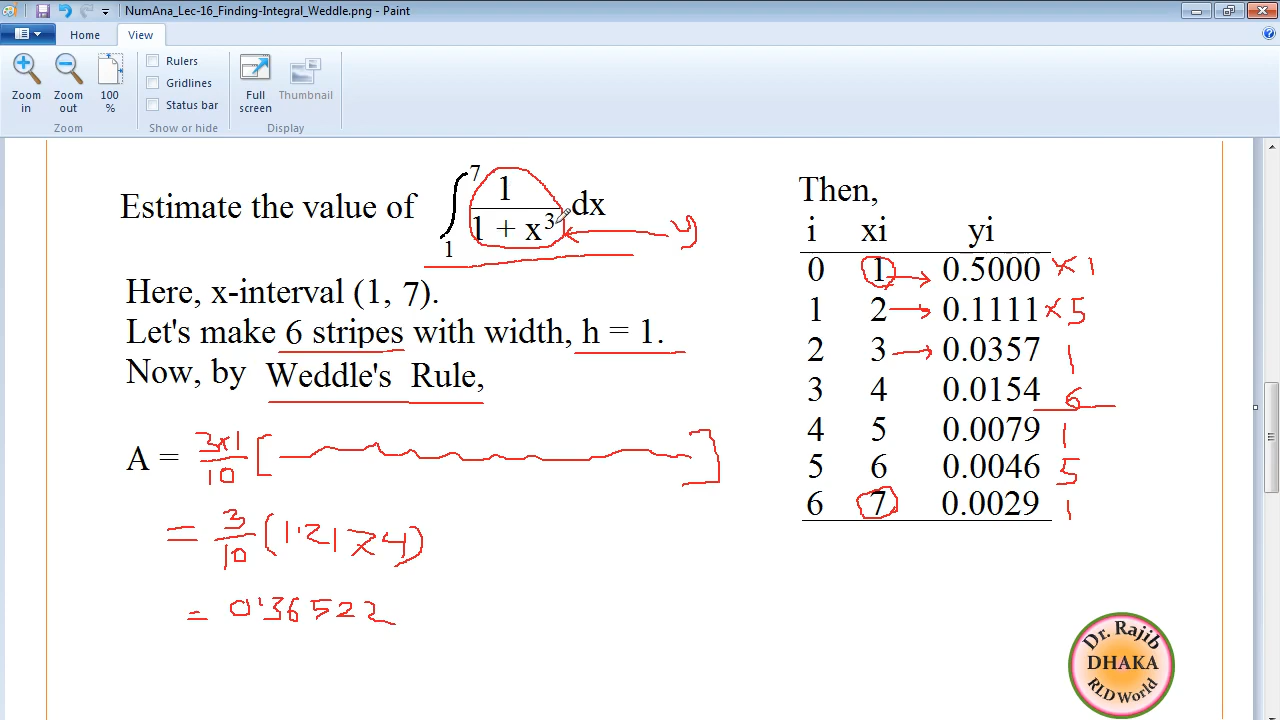 NumAna_Lec-16_Finding-Integral_Weddle.png - Paint
Home View
Zoom in
Zoom out
100 %
Rulers
Gridlines
Status bar
Full screen
Thumbnail
Zoom
Show or hide
Display
Estimate the value of ∫₁⁷ 1/(1 + x³) dx
y
Here, x-interval (1, 7).
Let's make 6 stripes with width, h = 1.
Now, by Weddle's Rule,
A = 3×1/10 [ ]
= 3/10 (1.2174)
= 0.36522
Then,
i xi yi
0 1 0.5000 ×1
1 2 0.1111 ×5
2 3 0.0357 1
3 4 0.0154 6
4 5 0.0079 1
5 6 0.0046 5
6 7 0.0029 1
Dr. Rajib
DHAKA
RLD World